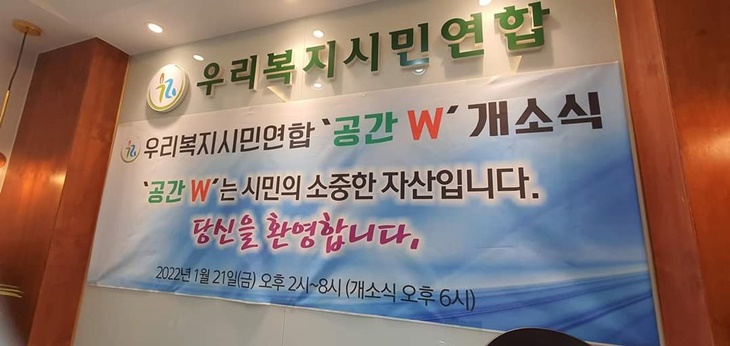 우리복지시민연합
우리복지시민연합 '공간 W' 개소식
'공간 W'는 시민의 소중한 자산입니다.
당신을 환영합니다.
2022년 1월 21일(금) 오후 2시~8시 (개소식 오후 6시)